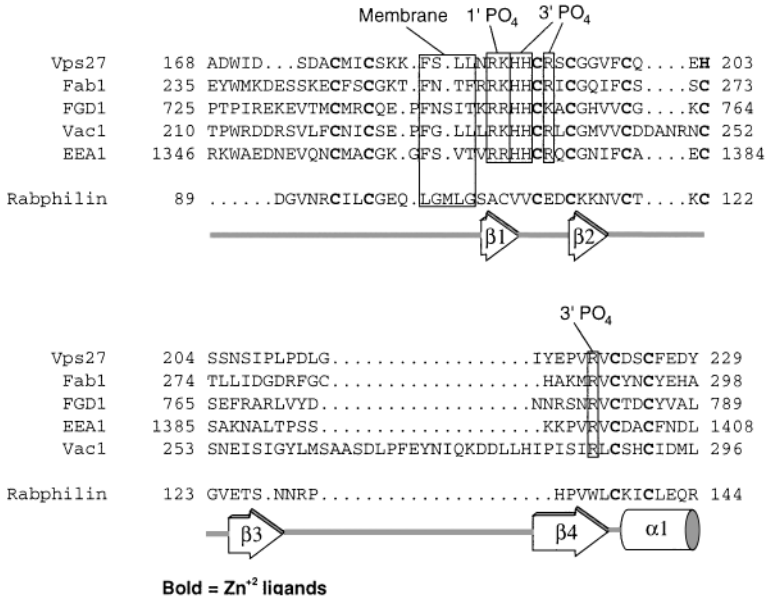 Membrane 1' PO4 3' PO4
Vps27 168 ADWID...SDACMICSKK.FS.LLNRKHHCRSCGGVFCQ....EH 203
Fab1 235 EYWMKDESSKECFSCGKT.FN.TFRRKHHCRICGQIFCS....SC 273
FGD1 725 PTPIREKEVTMCMRCQE.PFNSITKRRHHCKACGHVVCG....KC 764
Vac1 210 TPWRDDRSVLFCNICSE.PFG.LLLRKHHCRLCGMVVCDDANRNC 252
EEA1 1346 RKWAEDNEVQNCMACGK.GFS.VTVRRHHCRQCGNIFCA....EC 1384
Rabphilin 89 ......DGVNRCILCGEQ.LGMLGSACVVCEDCKKNVCT....KC 122
β1 β2
3' PO4
Vps27 204 SSNSIPLPDLG..................IYEPVRVCDSCFEDY 229
Fab1 274 TLLIDGDRFGC...................HAKMRVCYNCYEHA 298
FGD1 765 SEFRARLVYD...................NNRSNRVCTDCYVAL 789
EEA1 1385 SAKNALTPSS....................KKPVRVCDACFNDL 1408
Vac1 253 SNEISIGYLMSAASDLPFEYNIQKDDLLHIPISIRLCSHCIDML 296
Rabphilin 123 GVETS.NNRP.....................HPVWLCKICLEQR 144
β3 β4 α1
Bold = Zn+2 ligands